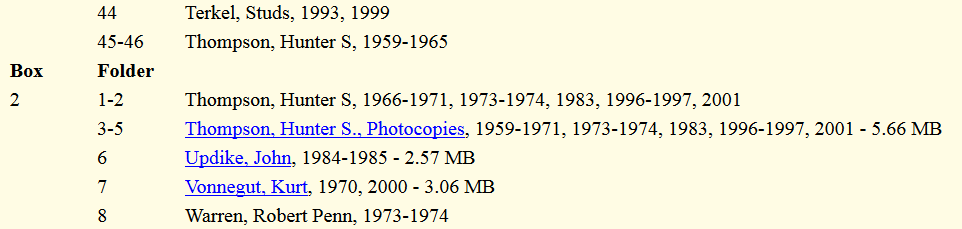 44 Terkel, Studs, 1993, 1999
45-46 Thompson, Hunter S, 1959-1965
Box Folder
2 1-2 Thompson, Hunter S, 1966-1971, 1973-1974, 1983, 1996-1997, 2001
3-5 Thompson, Hunter S., Photocopies, 1959-1971, 1973-1974, 1983, 1996-1997, 2001 - 5.66 MB
6 Updike, John, 1984-1985 - 2.57 MB
7 Vonnegut, Kurt, 1970, 2000 - 3.06 MB
8 Warren, Robert Penn, 1973-1974